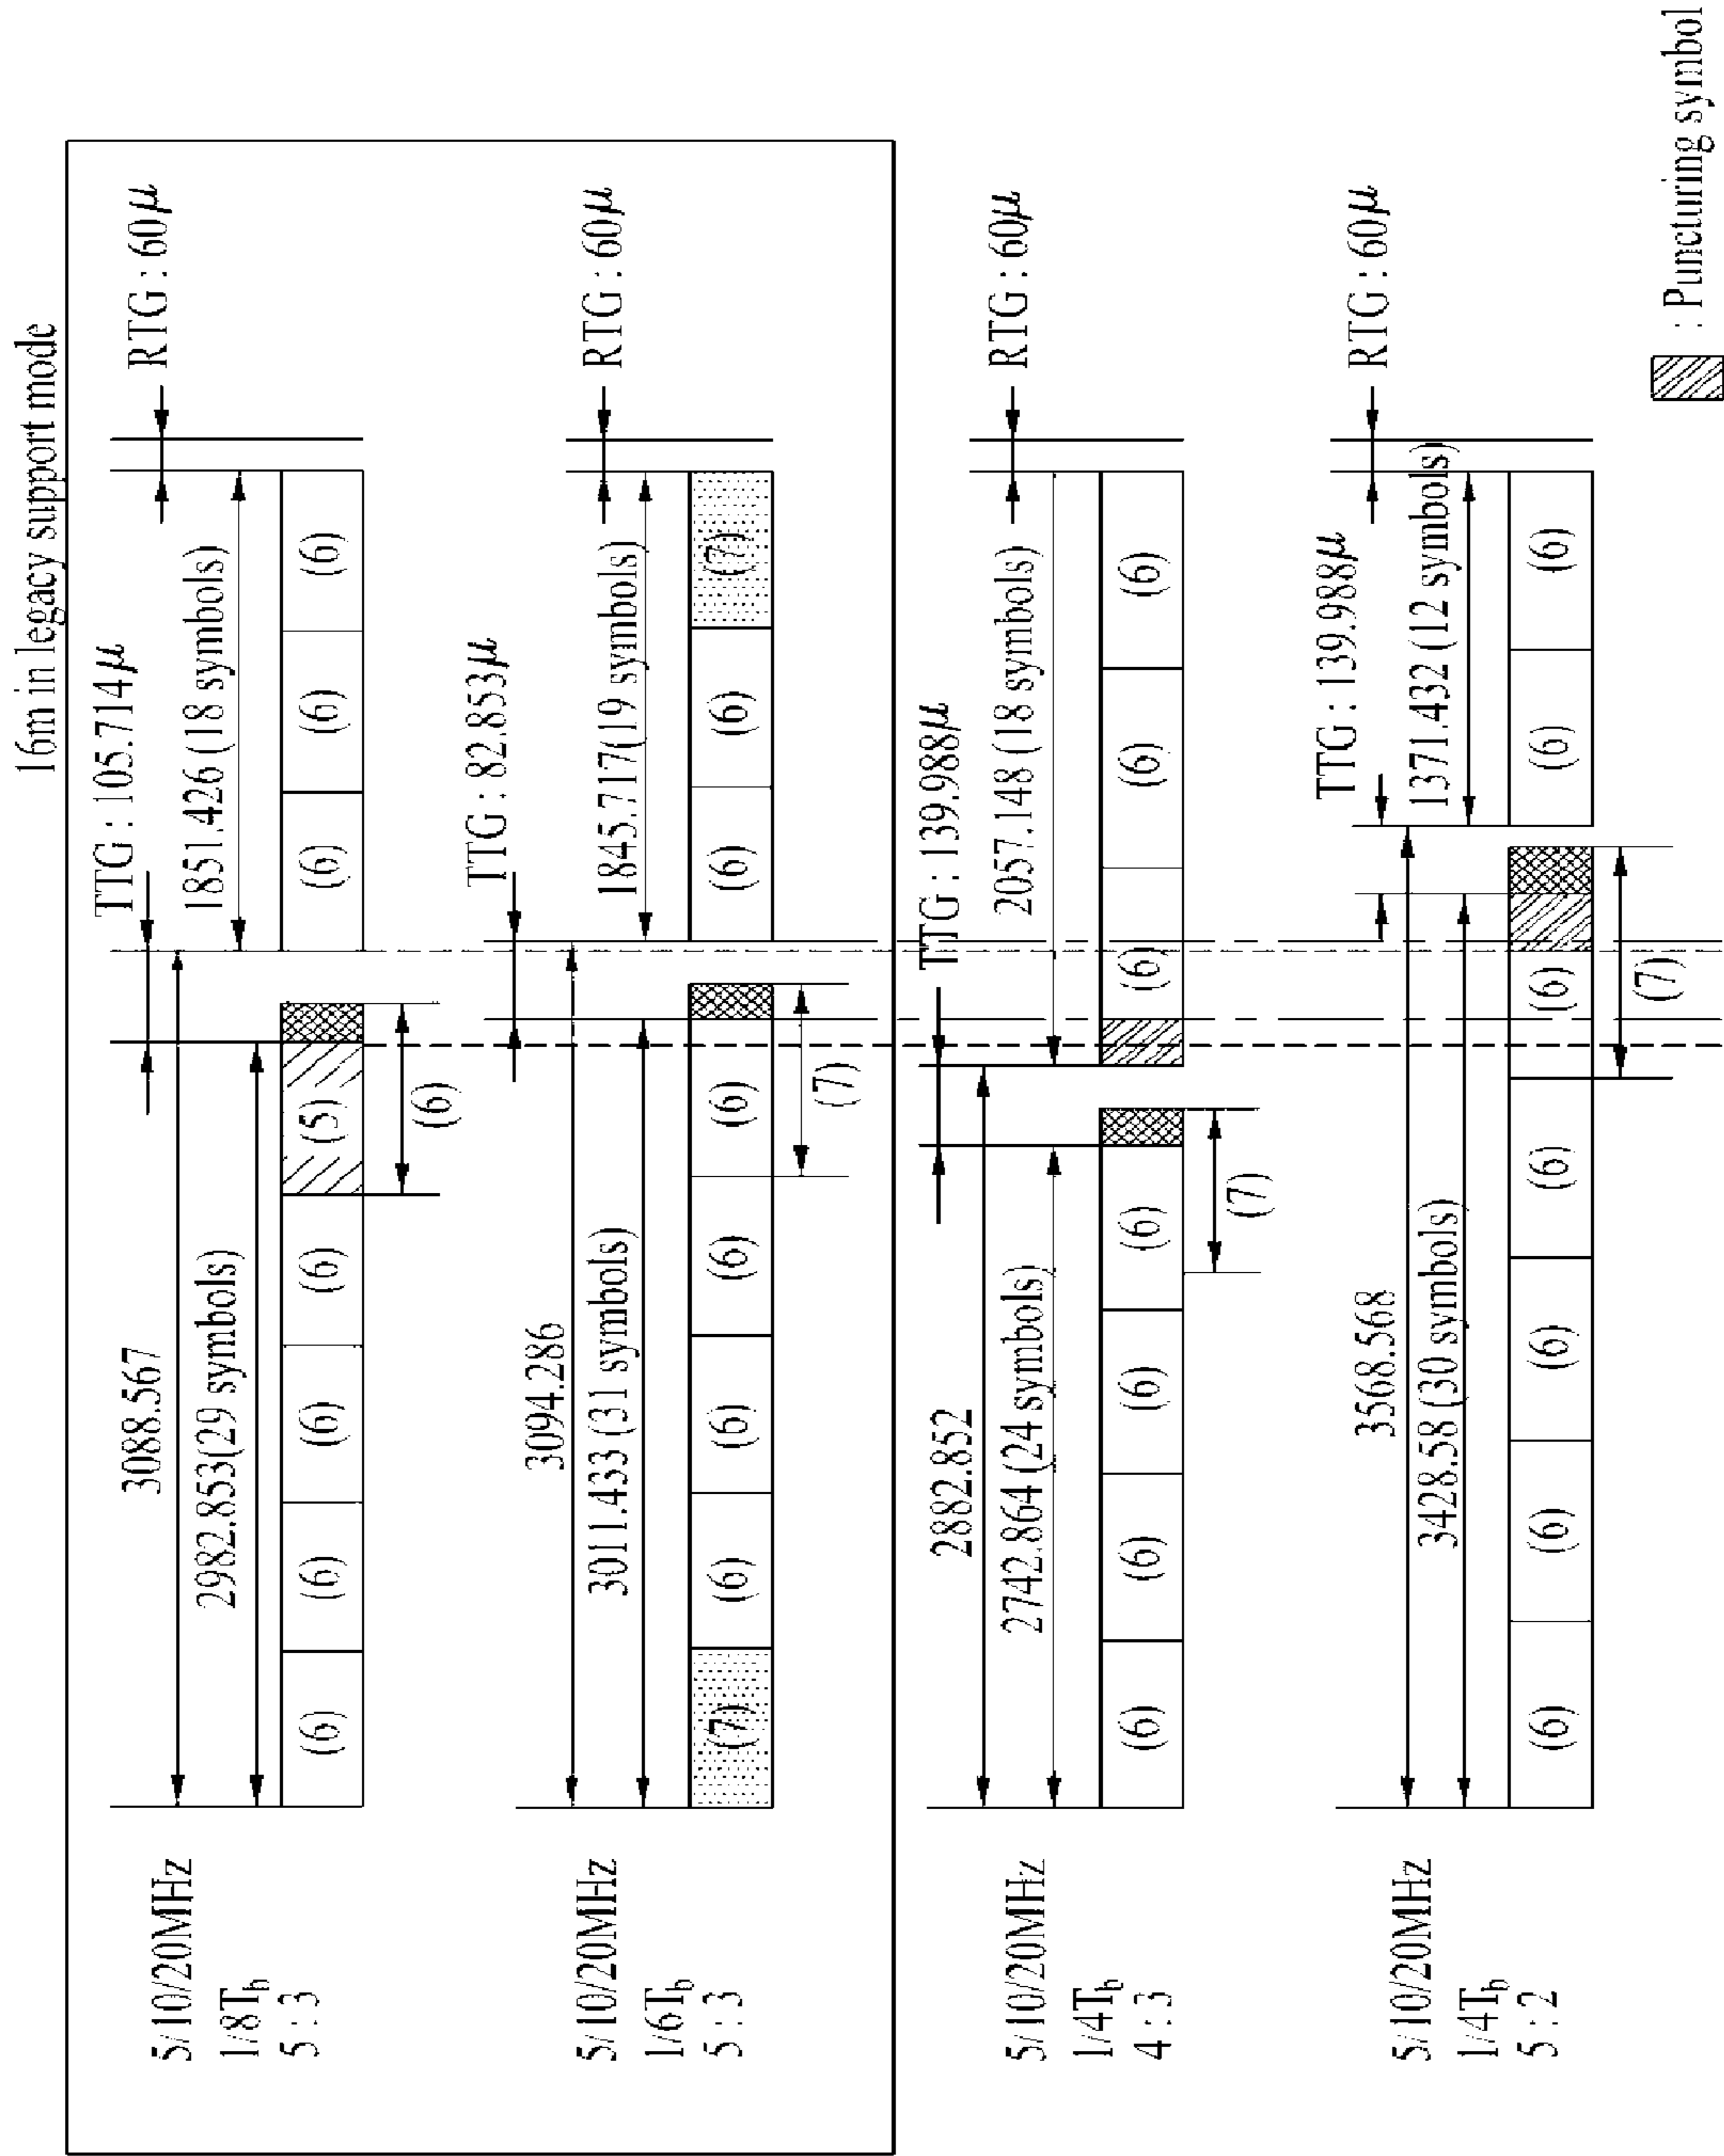 16m in legacy support mode
5/10/20MHz
1/8Tb
5 : 3
3088.567
2982.853(29 symbols)
TTG : 105.714μ
1851.426 (18 symbols)
RTG : 60μ
(6)
(6)
(6)
(6)
(5)
(6)
(6)
(6)
(6)
5/10/20MHz
1/6Tb
5 : 3
3094.286
3011.433 (31 symbols)
TTG : 82.853μ
1845.717(19 symbols)
RTG : 60μ
(7)
(6)
(6)
(6)
(6)
(6)
(6)
(7)
(7)
5/10/20MHz
1/4Tb
4 : 3
2882.852
2742.864 (24 symbols)
TTG : 139.988μ
2057.148 (18 symbols)
RTG : 60μ
(6)
(6)
(6)
(6)
(6)
(6)
(6)
(7)
5/10/20MHz
1/4Tb
5 : 2
3568.568
3428.58 (30 symbols)
TTG : 139.988μ
1371.432 (12 symbols)
RTG : 60μ
(6)
(6)
(6)
(6)
(6)
(6)
(6)
(7)
: Puncturing symbol